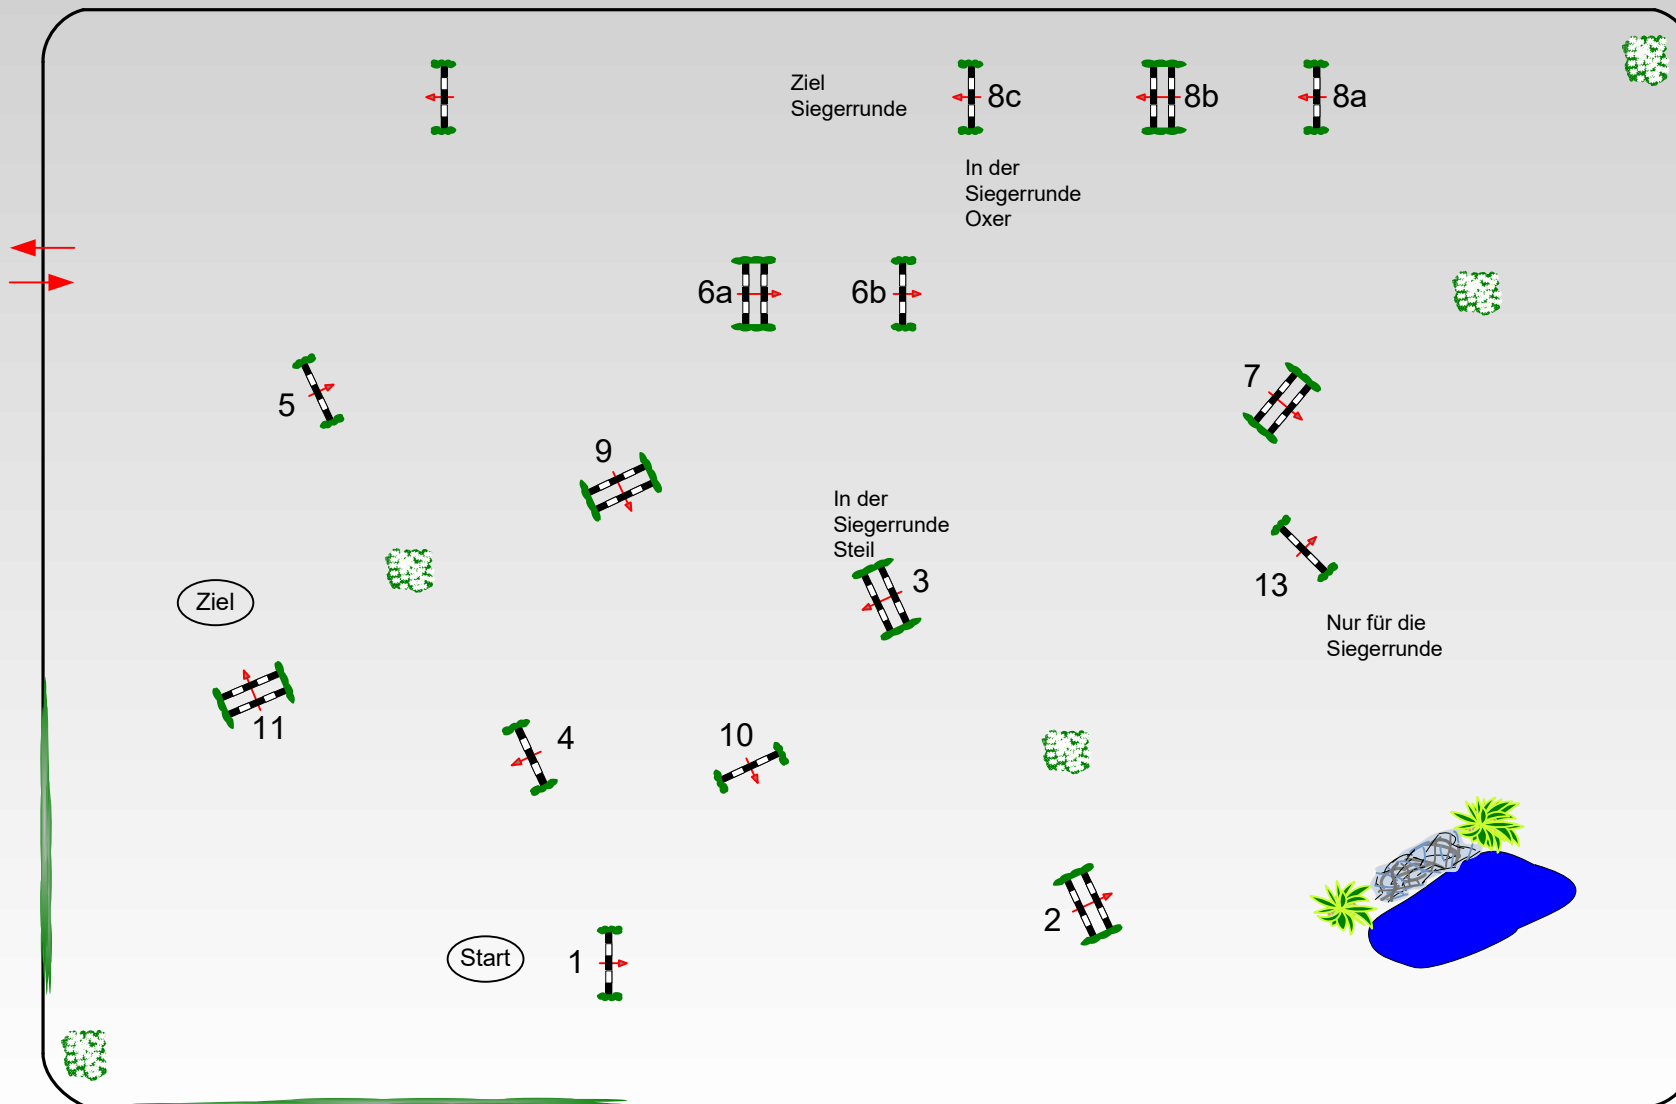 Ziel
Siegerrunde
8c
8b
8a
In der
Siegerrunde
Oxer
6a
6b
5
7
9
In der
Siegerrunde
Steil
3
13
Ziel
Nur für die
Siegerrunde
11
4
10
2
Start
1